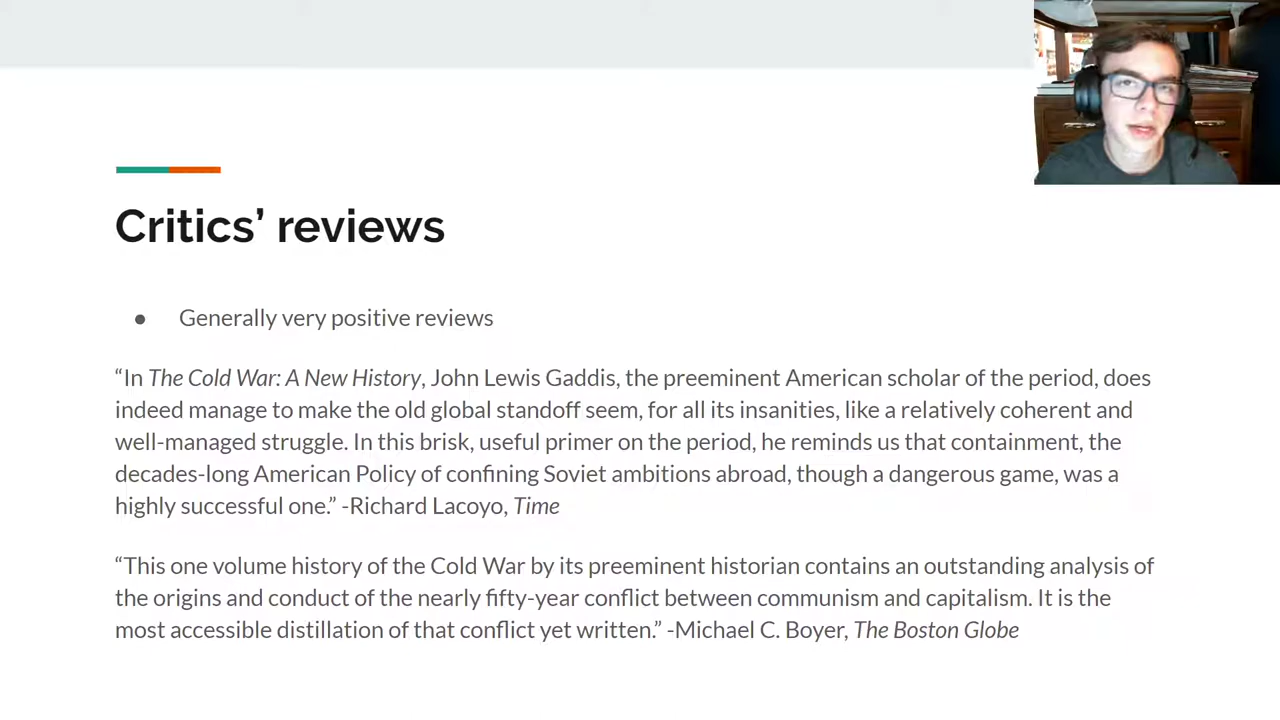 Critics’ reviews
● Generally very positive reviews
“In The Cold War: A New History, John Lewis Gaddis, the preeminent American scholar of the period, does
indeed manage to make the old global standoff seem, for all its insanities, like a relatively coherent and
well-managed struggle. In this brisk, useful primer on the period, he reminds us that containment, the
decades-long American Policy of confining Soviet ambitions abroad, though a dangerous game, was a
highly successful one.” -Richard Lacoyo, Time
“This one volume history of the Cold War by its preeminent historian contains an outstanding analysis of
the origins and conduct of the nearly fifty-year conflict between communism and capitalism. It is the
most accessible distillation of that conflict yet written.” -Michael C. Boyer, The Boston Globe